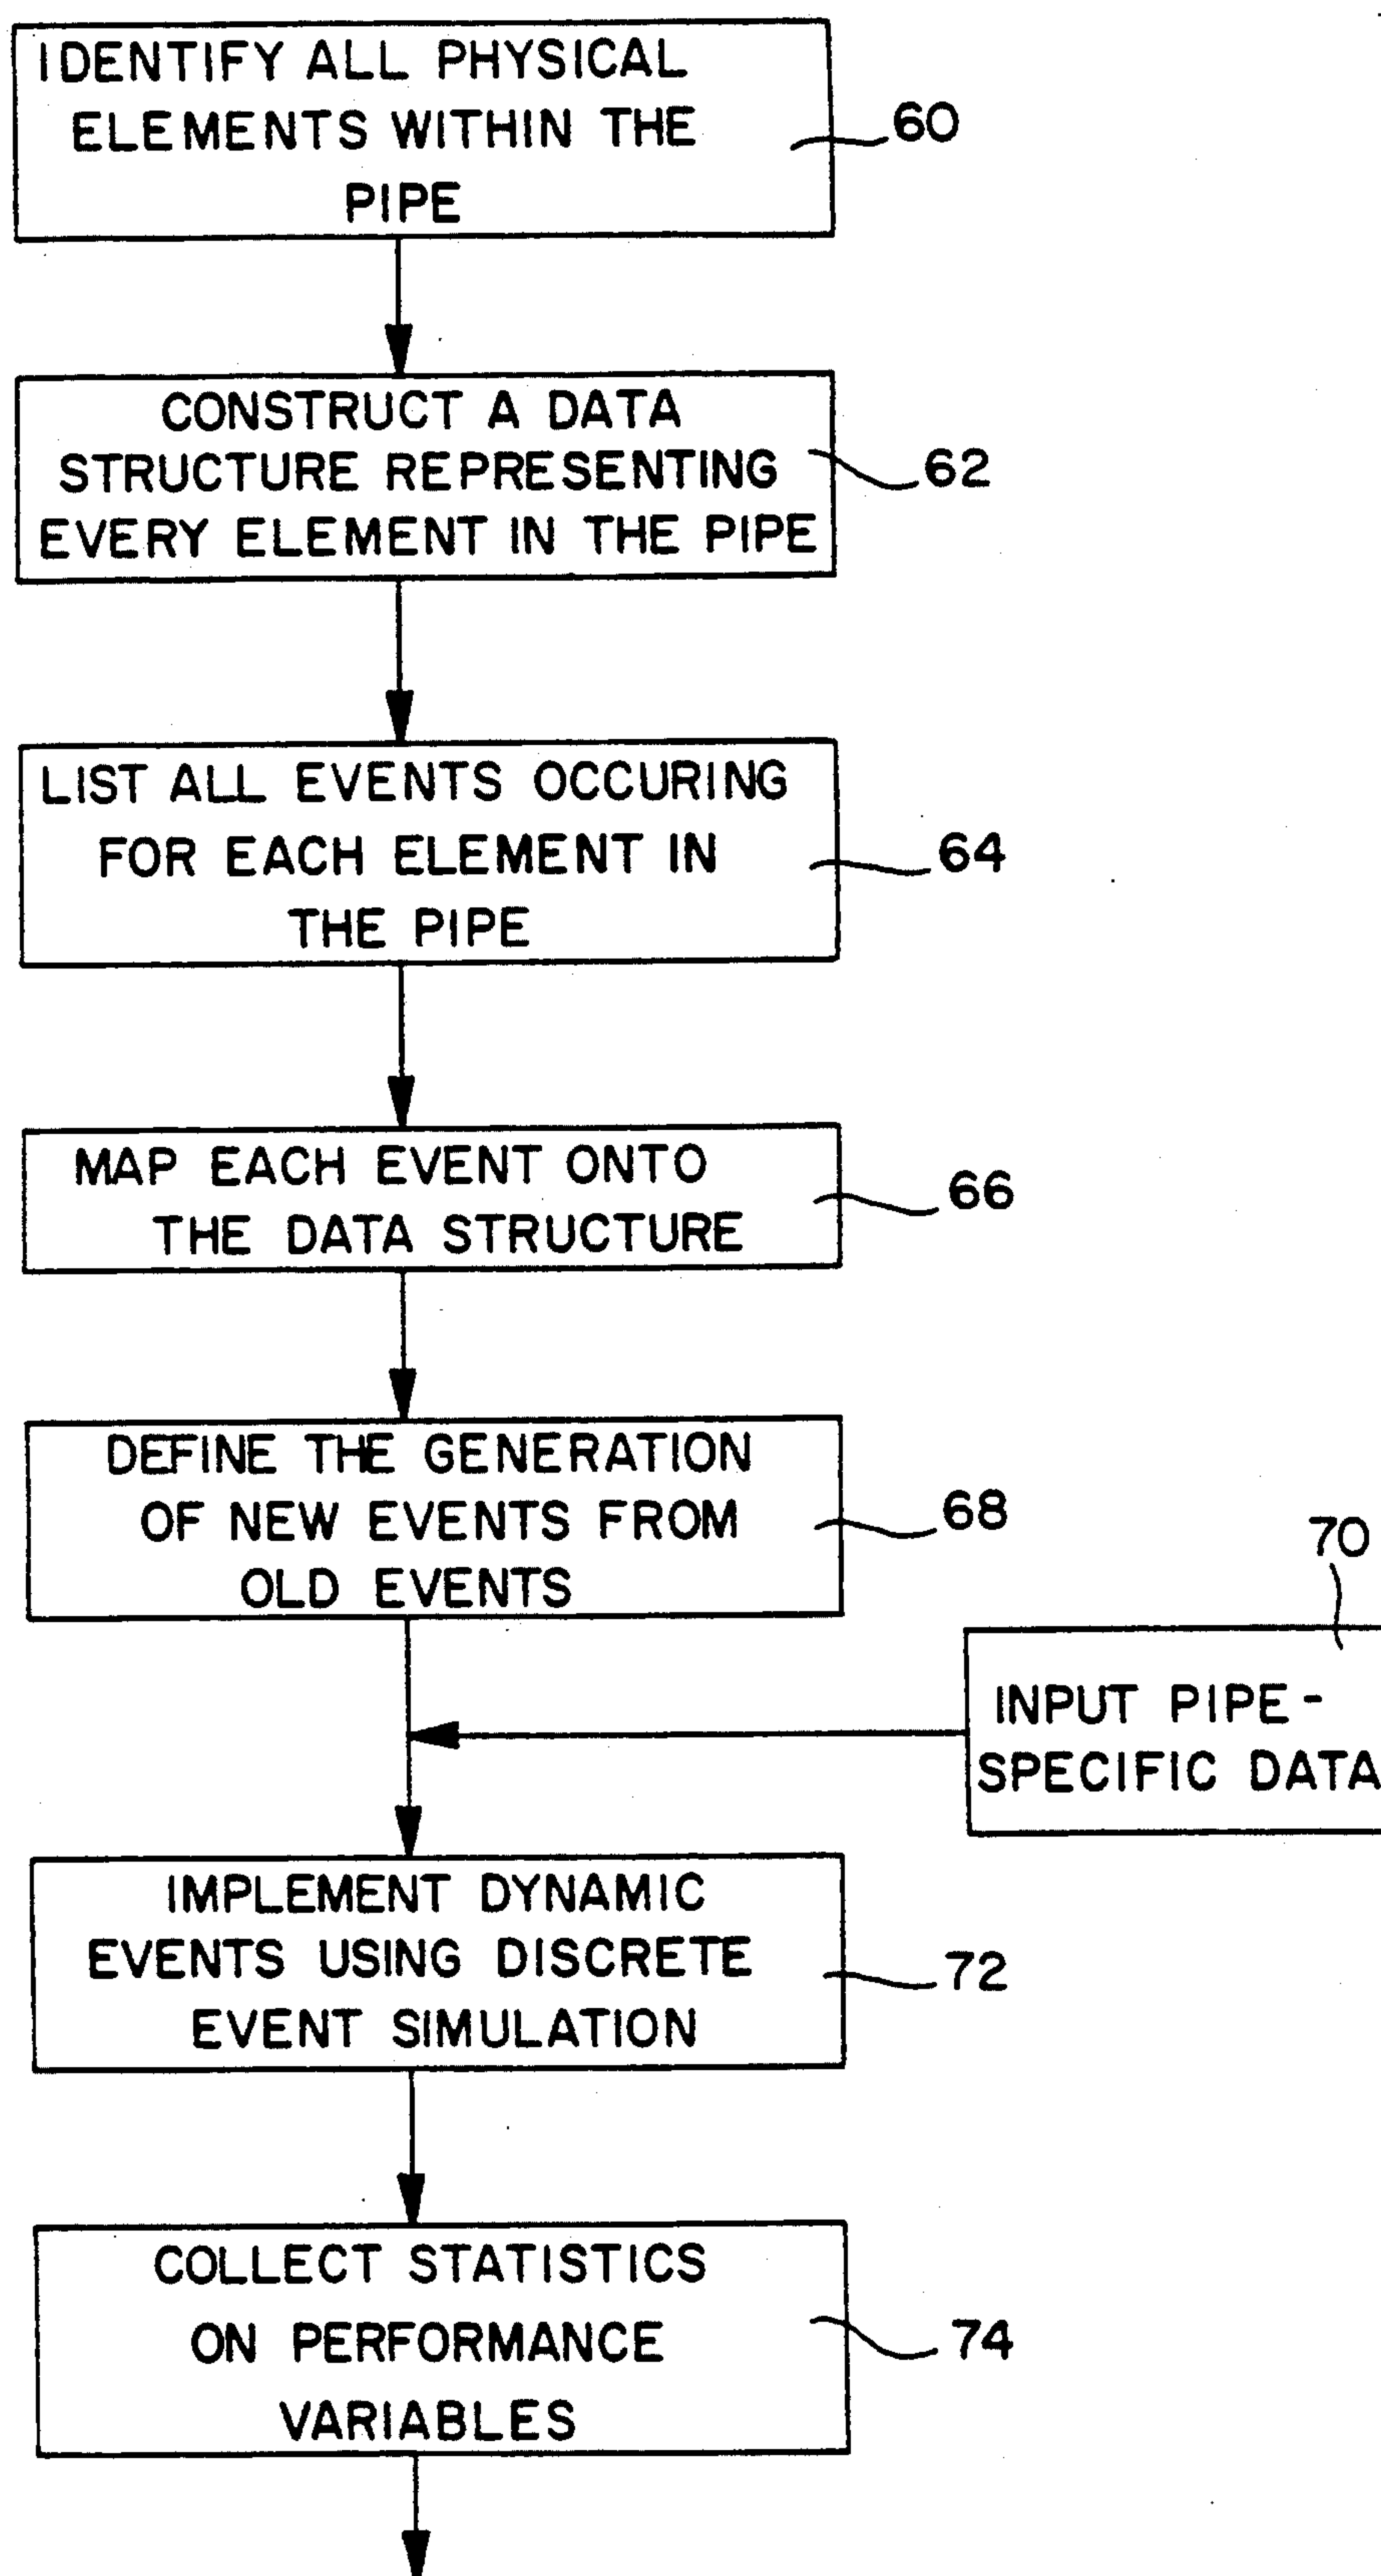 IDENTIFY ALL PHYSICAL
ELEMENTS WITHIN THE
PIPE
60
CONSTRUCT A DATA
STRUCTURE REPRESENTING
EVERY ELEMENT IN THE PIPE
62
LIST ALL EVENTS OCCURING
FOR EACH ELEMENT IN
THE PIPE
64
MAP EACH EVENT ONTO
THE DATA STRUCTURE
66
DEFINE THE GENERATION
OF NEW EVENTS FROM
OLD EVENTS
68
70
INPUT PIPE-
SPECIFIC DATA
IMPLEMENT DYNAMIC
EVENTS USING DISCRETE
EVENT SIMULATION
72
COLLECT STATISTICS
ON PERFORMANCE
VARIABLES
74